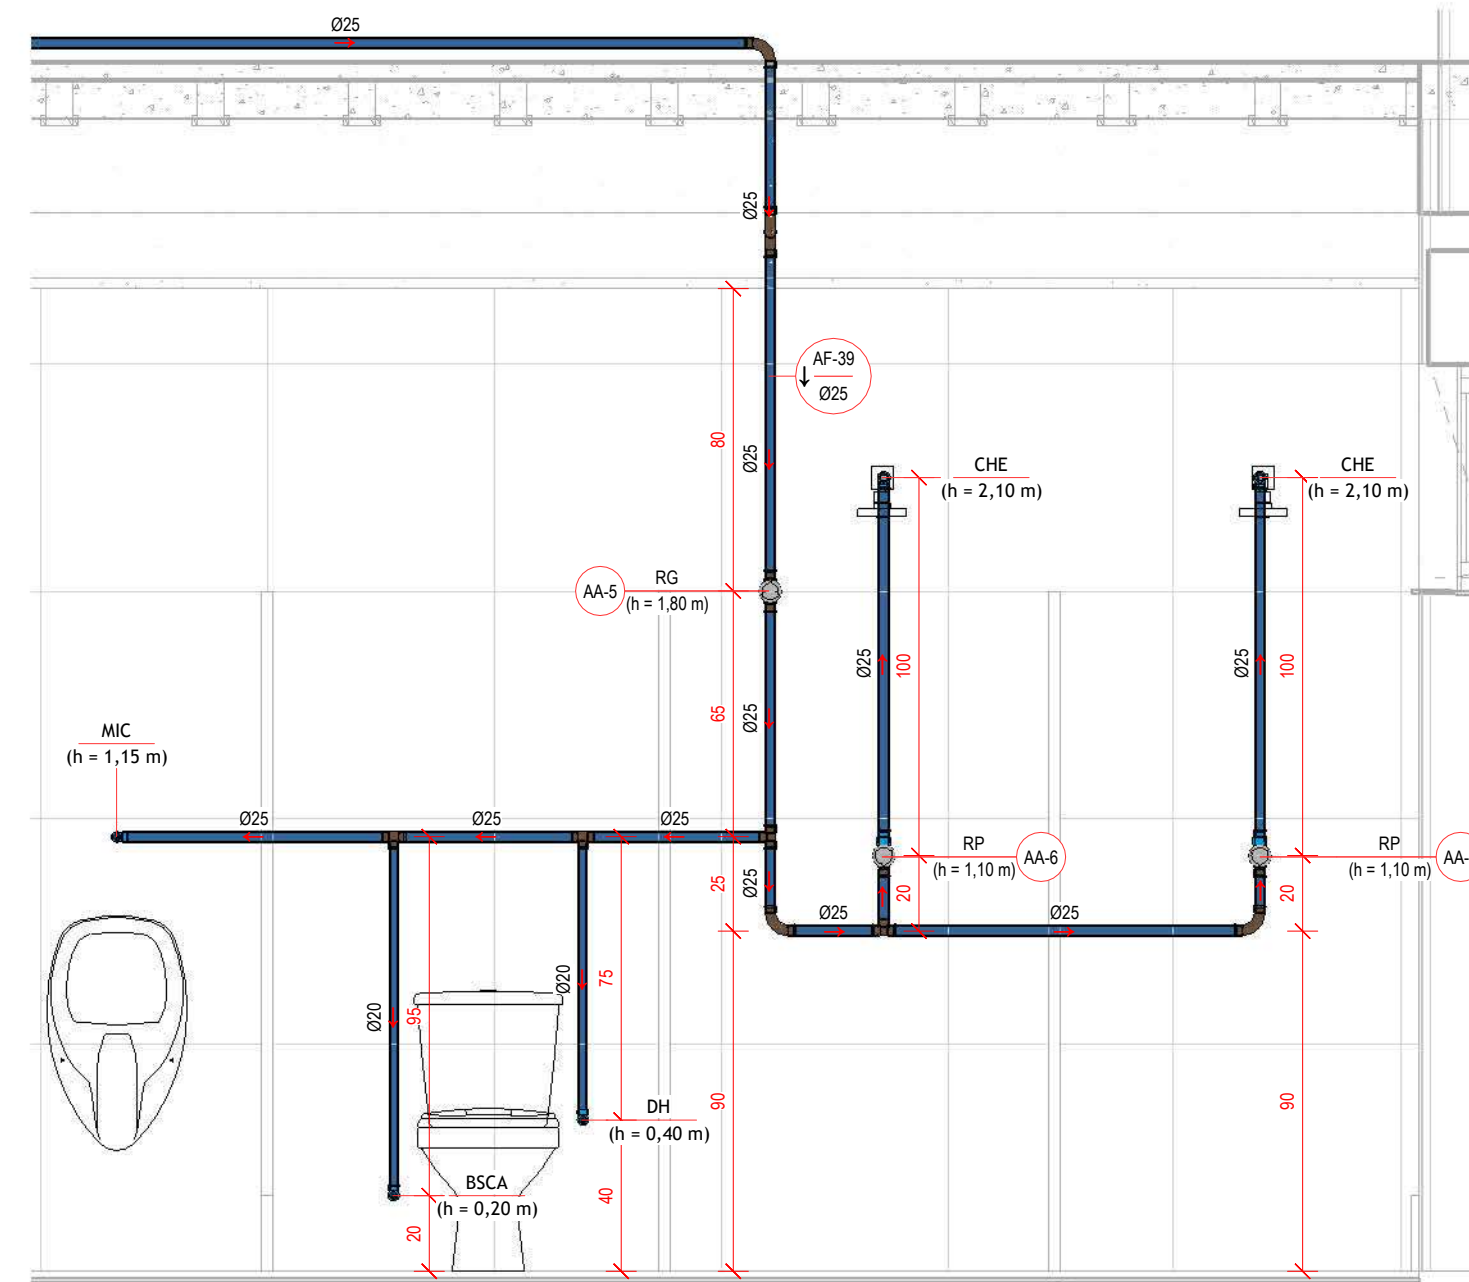 Ø25
Ø25
AF-39
Ø25
80
Ø25
CHE
(h = 2,10 m)
CHE
(h = 2,10 m)
AA-5
RG
(h = 1,80 m)
Ø25
100
Ø25
100
65
Ø25
MIC
(h = 1,15 m)
Ø25
Ø25
Ø25
RP
(h = 1,10 m)
AA-6
RP
(h = 1,10 m)
AA-
25
Ø25
20
20
Ø25
Ø25
Ø20
95
Ø20
75
90
90
DH
(h = 0,40 m)
BSCA
(h = 0,20 m)
40
20